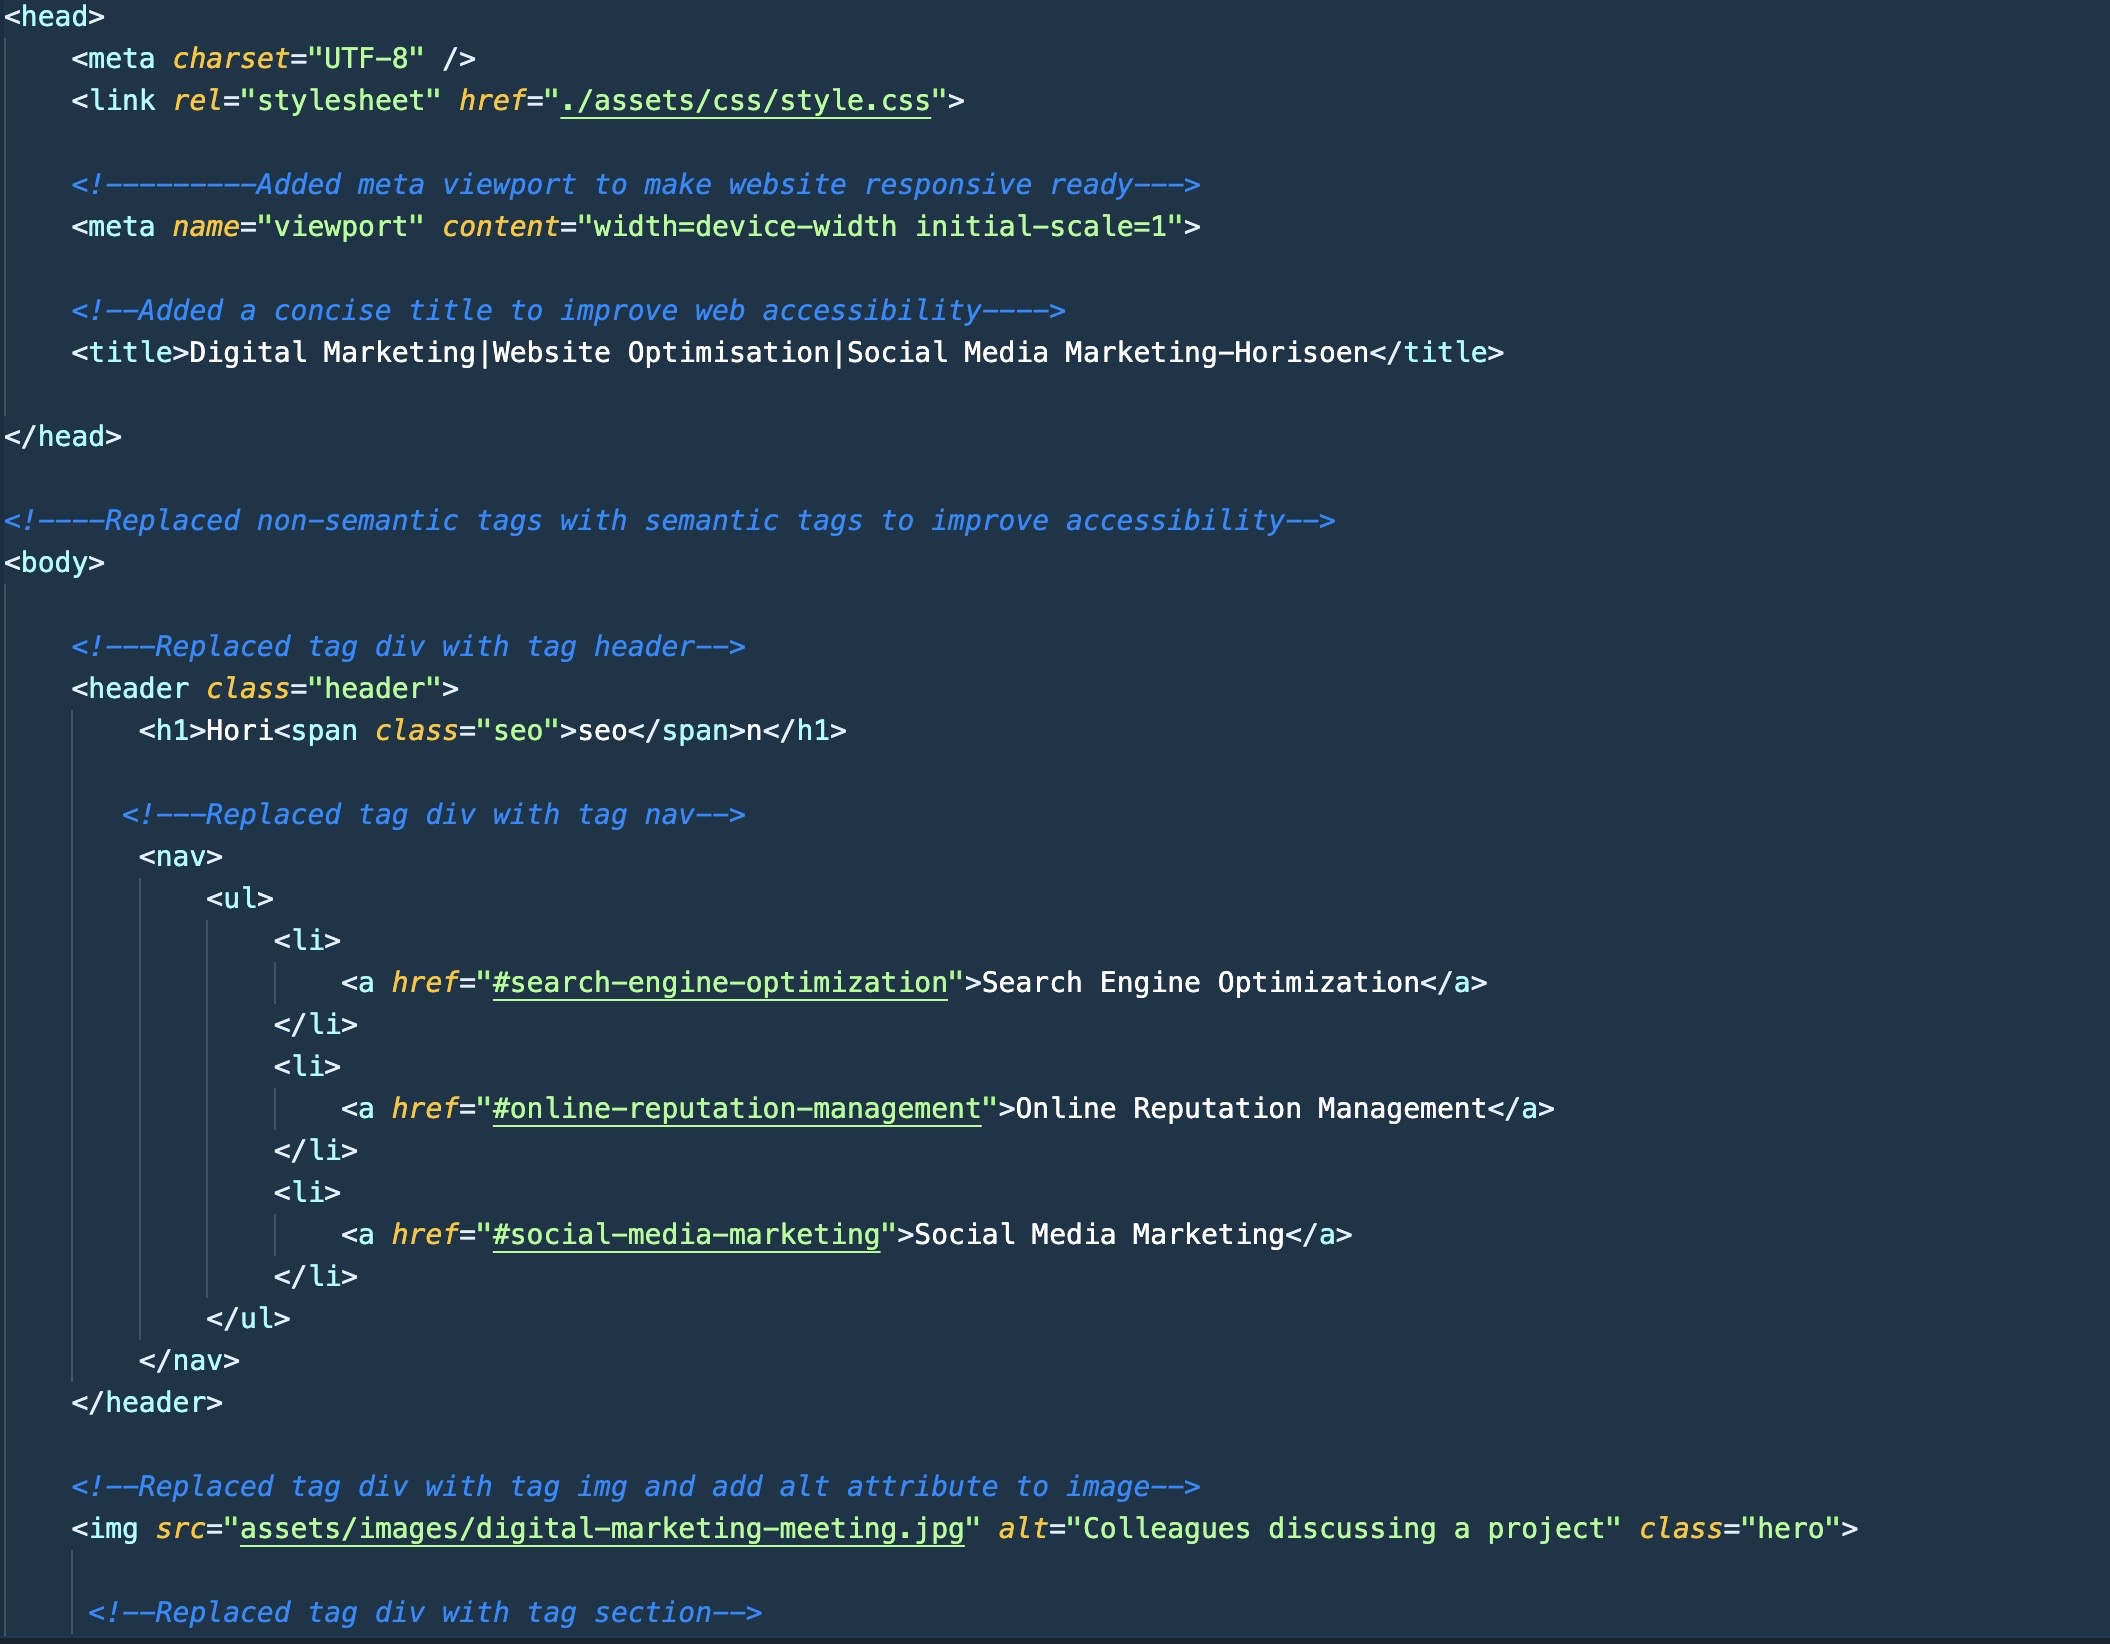 <head>
<meta charset="UTF-8" />
<link rel="stylesheet" href="./assets/css/style.css">
<!---------Added meta viewport to make website responsive ready--->
<meta name="viewport" content="width=device-width initial-scale=1">
<!--Added a concise title to improve web accessibility---->
<title>Digital Marketing|Website Optimisation|Social Media Marketing-Horisoen</title>
</head>
<!----Replaced non-semantic tags with semantic tags to improve accessibility-->
<body>
<!---Replaced tag div with tag header-->
<header class="header">
<h1>Hori<span class="seo">seo</span>n</h1>
<!---Replaced tag div with tag nav-->
<nav>
<ul>
<li>
<a href="#search-engine-optimization">Search Engine Optimization</a>
</li>
<li>
<a href="#online-reputation-management">Online Reputation Management</a>
</li>
<li>
<a href="#social-media-marketing">Social Media Marketing</a>
</li>
</ul>
</nav>
</header>
<!--Replaced tag div with tag img and add alt attribute to image-->
<img src="assets/images/digital-marketing-meeting.jpg" alt="Colleagues discussing a project" class="hero">
<!--Replaced tag div with tag section-->